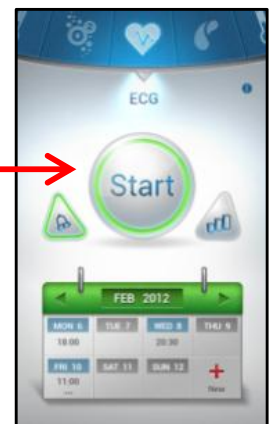 ECG
Start
FEB 2012
MON 6 TUE 7 WED 8 THU 9
18:00 20:30
FRI 10 SAT 11 SUN 12 +
11:00 New
...